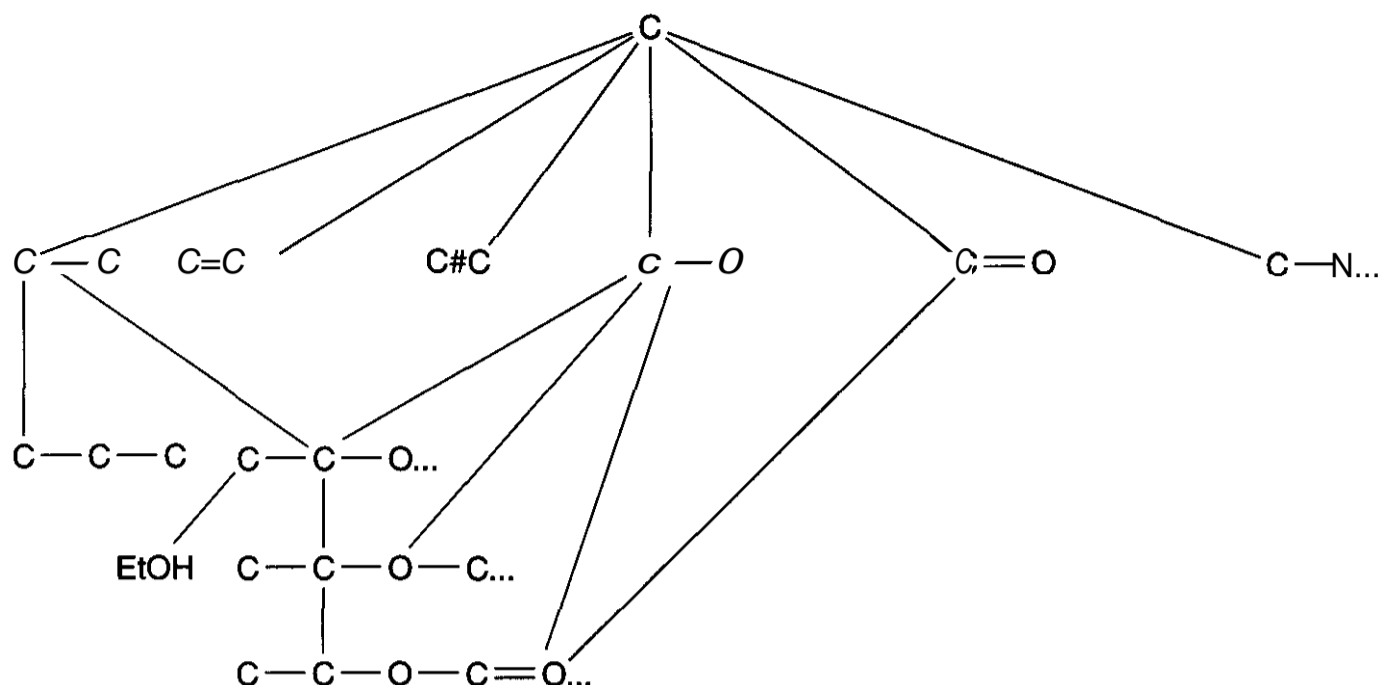 C
C — C C=C C#C C — O C=O C — N...
C — C — C C — C — O...
EtOH C — C — O — C...
C — C — O — C=O...